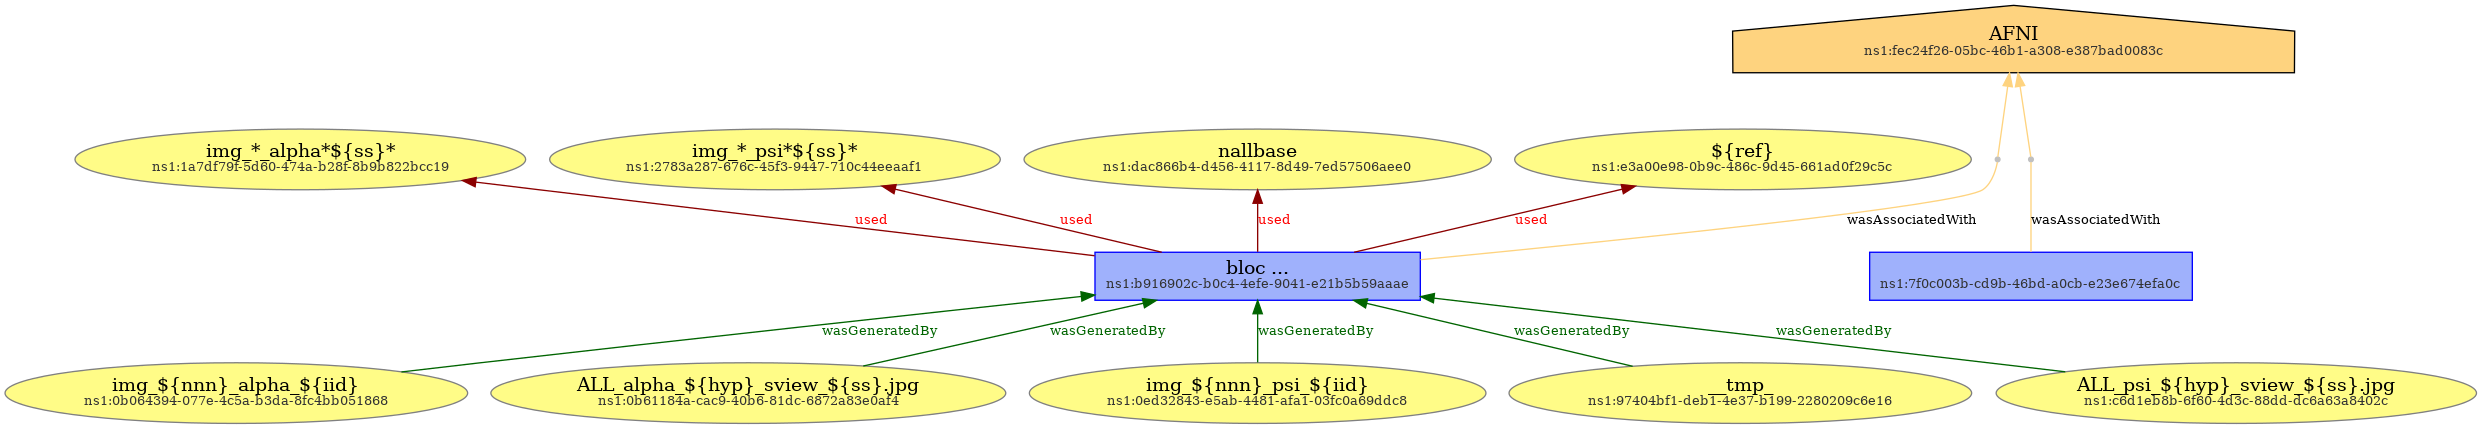 AFNI
ns1:fec24f26-05bc-46b1-a308-e387bad0083c
img_*_alpha*${ss}*
ns1:1a7df79f-5d60-474a-b28f-8b9b822bcc19
img_*_psi*${ss}*
ns1:2783a287-676c-45f3-9447-710c44eeaaf1
nallbase
ns1:dac866b4-d456-4117-8d49-7ed57506aee0
${ref}
ns1:e3a00e98-0b9c-486c-9d45-661ad0f29c5c
used
used
used
used
wasAssociatedWith
wasAssociatedWith
bloc ...
ns1:b916902c-b0c4-4efe-9041-e21b5b59aaae
ns1:7f0c003b-cd9b-46bd-a0cb-e23e674efa0c
wasGeneratedBy
wasGeneratedBy
wasGeneratedBy
wasGeneratedBy
wasGeneratedBy
img_${nnn}_alpha_${iid}
ns1:0b064394-077e-4c5a-b3da-8fc4bb051868
ALL_alpha_${hyp}_sview_${ss}.jpg
ns1:0b61184a-cac9-40b6-81dc-6872a83e0af4
img_${nnn}_psi_${iid}
ns1:0ed32843-e5ab-4481-afa1-03fc0a69ddc8
__tmp_
ns1:97404bf1-deb1-4e37-b199-2280209c6e16
ALL_psi_${hyp}_sview_${ss}.jpg
ns1:c6d1eb8b-6f60-4d3c-88dd-dc6a63a8402c